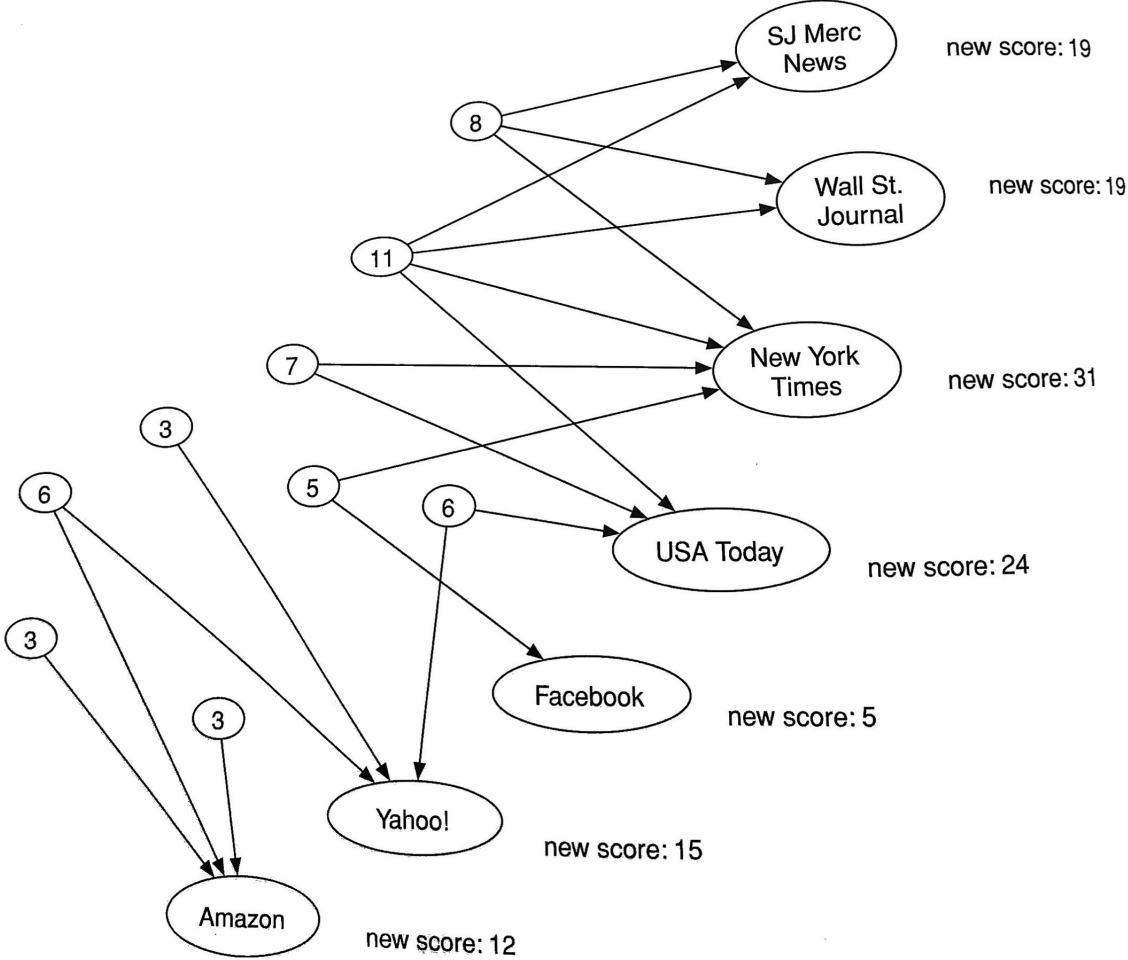 SJ Merc
News
new score: 19
8
Wall St.
Journal
new score: 19
11
New York
Times
new score: 31
7
3
5
6
6
USA Today
new score: 24
3
Facebook
new score: 5
3
Yahoo!
new score: 15
Amazon
new score: 12